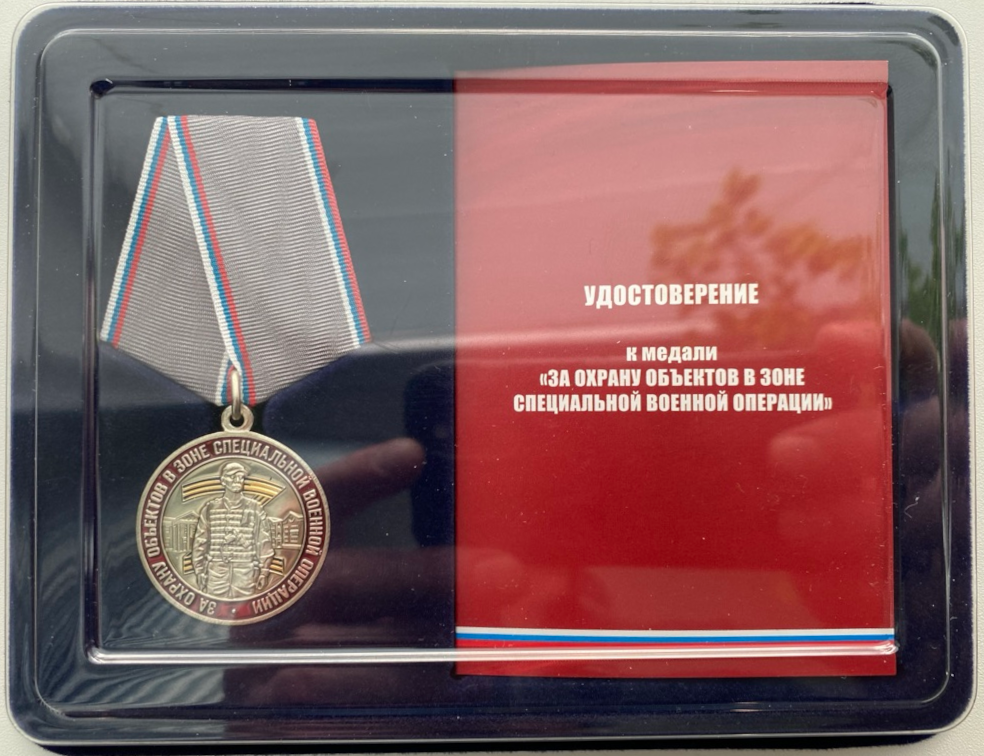 ЗА ОХРАНУ ОБЪЕКТОВ В ЗОНЕ СПЕЦИАЛЬНОЙ ВОЕННОЙ ОПЕРАЦИИ
УДОСТОВЕРЕНИЕ
к медали
«ЗА ОХРАНУ ОБЪЕКТОВ В ЗОНЕ
СПЕЦИАЛЬНОЙ ВОЕННОЙ ОПЕРАЦИИ»